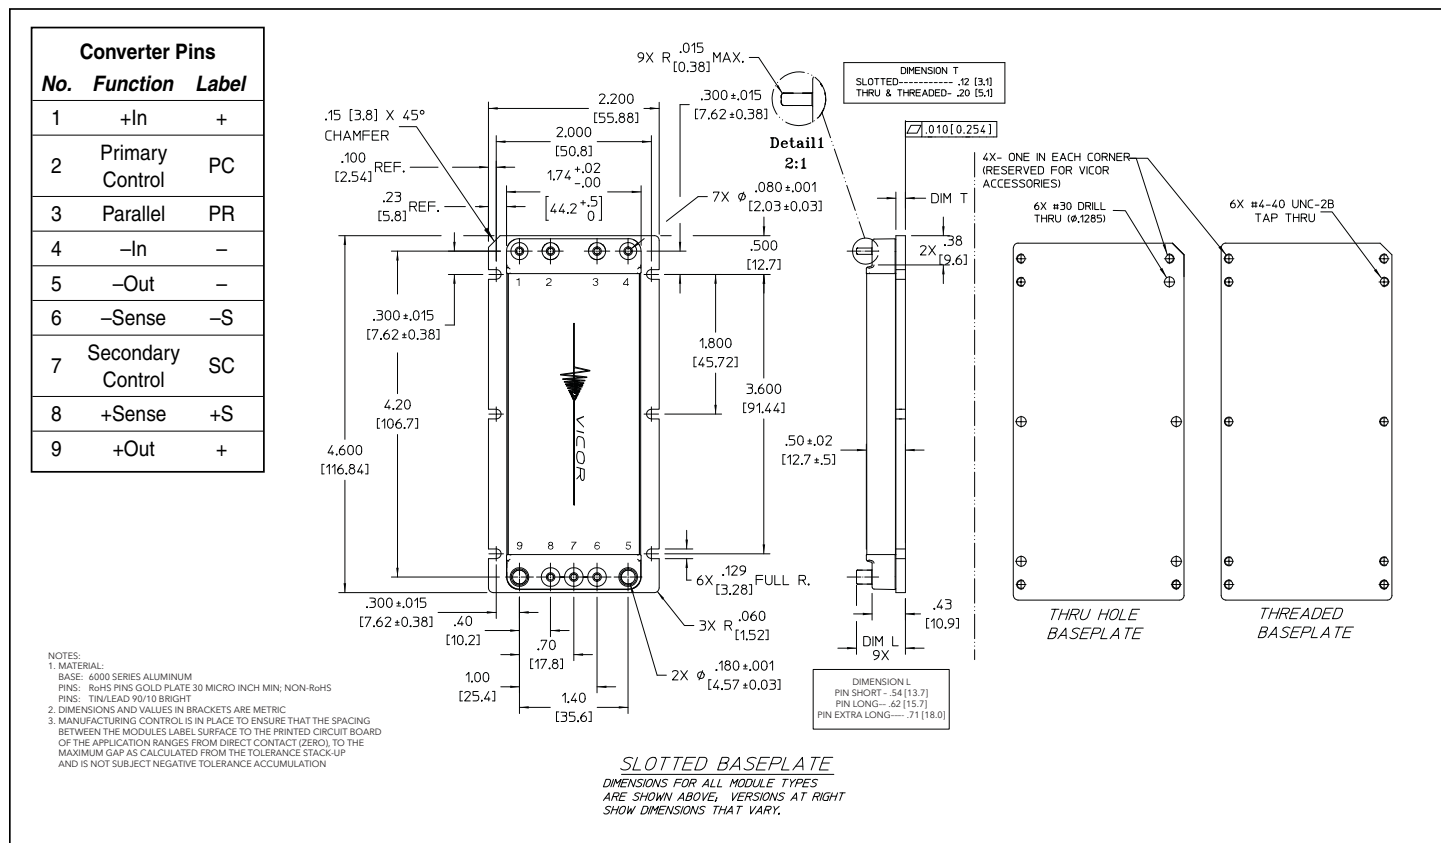 Converter Pins
No. Function Label
1 +In +
2 Primary Control PC
3 Parallel PR
4 –In –
5 –Out –
6 –Sense –S
7 Secondary Control SC
8 +Sense +S
9 +Out +
9X R .015 [0.38] MAX.
DIMENSION T
SLOTTED----------- .12 [3.1]
THRU & THREADED- .20 [5.1]
.15 [3.8] X 45°
CHAMFER
2.200
[55.88]
.300±.015
[7.62±0.38]
2.000
[50.8]
Detail1
2:1
.010[0.254]
.100
[2.54] REF.
1.74 +.02 -.00
[44.2 +.5 0]
.23
[5.8] REF.
7X ø .080±.001
[2.03±0.03]
DIM T
4X- ONE IN EACH CORNER
(RESERVED FOR VICOR
ACCESSORIES)
6X #30 DRILL
THRU (ø.1285)
6X #4-40 UNC-2B
TAP THRU
.500
[12.7]
2X .38
[9.6]
1 2 3 4
.300±.015
[7.62±0.38]
1.800
[45.72]
3.600
[91.44]
4.20
[106.7]
4.600
[116.84]
VICOR
.50±.02
[12.7±.5]
9 8 7 6 5
6X .129
[3.28] FULL R.
.300±.015
[7.62±0.38]
3X R .060
[1.52]
.43
[10.9]
.40
[10.2]
.70
[17.8]
DIM L
9X
2X ø .180±.001
[4.57±0.03]
1.00
[25.4]
1.40
[35.6]
DIMENSION L
PIN SHORT - .54 [13.7]
PIN LONG-- .62 [15.7]
PIN EXTRA LONG---- .71 [18.0]
THRU HOLE
BASEPLATE
THREADED
BASEPLATE
NOTES:
1. MATERIAL:
BASE: 6000 SERIES ALUMINUM
PINS: RoHS PINS GOLD PLATE 30 MICRO INCH MIN; NON-RoHS
PINS: TIN/LEAD 90/10 BRIGHT
2. DIMENSIONS AND VALUES IN BRACKETS ARE METRIC
3. MANUFACTURING CONTROL IS IN PLACE TO ENSURE THAT THE SPACING
BETWEEN THE MODULES LABEL SURFACE TO THE PRINTED CIRCUIT BOARD
OF THE APPLICATION RANGES FROM DIRECT CONTACT (ZERO), TO THE
MAXIMUM GAP AS CALCULATED FROM THE TOLERANCE STACK-UP
AND IS NOT SUBJECT NEGATIVE TOLERANCE ACCUMULATION
SLOTTED BASEPLATE
DIMENSIONS FOR ALL MODULE TYPES
ARE SHOWN ABOVE, VERSIONS AT RIGHT
SHOW DIMENSIONS THAT VARY.